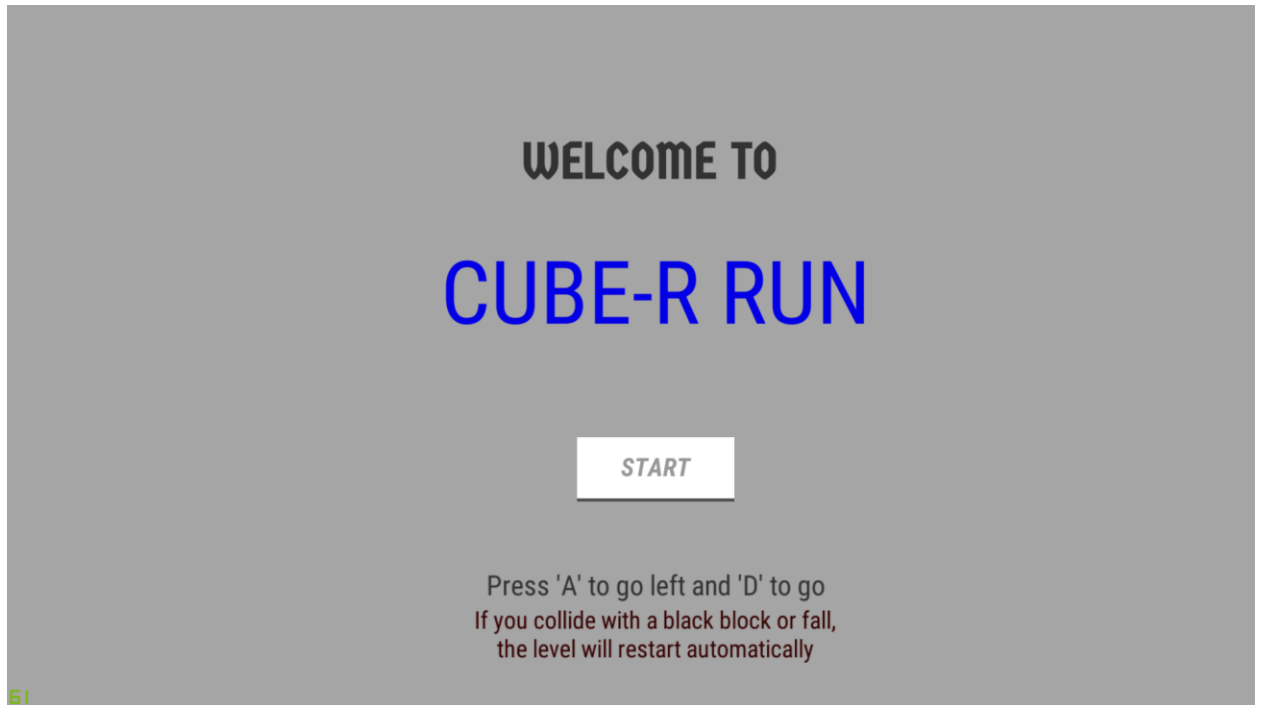 WELCOME TO
CUBE-R RUN
START
Press 'A' to go left and 'D' to go
If you collide with a black block or fall,
the level will restart automatically
61